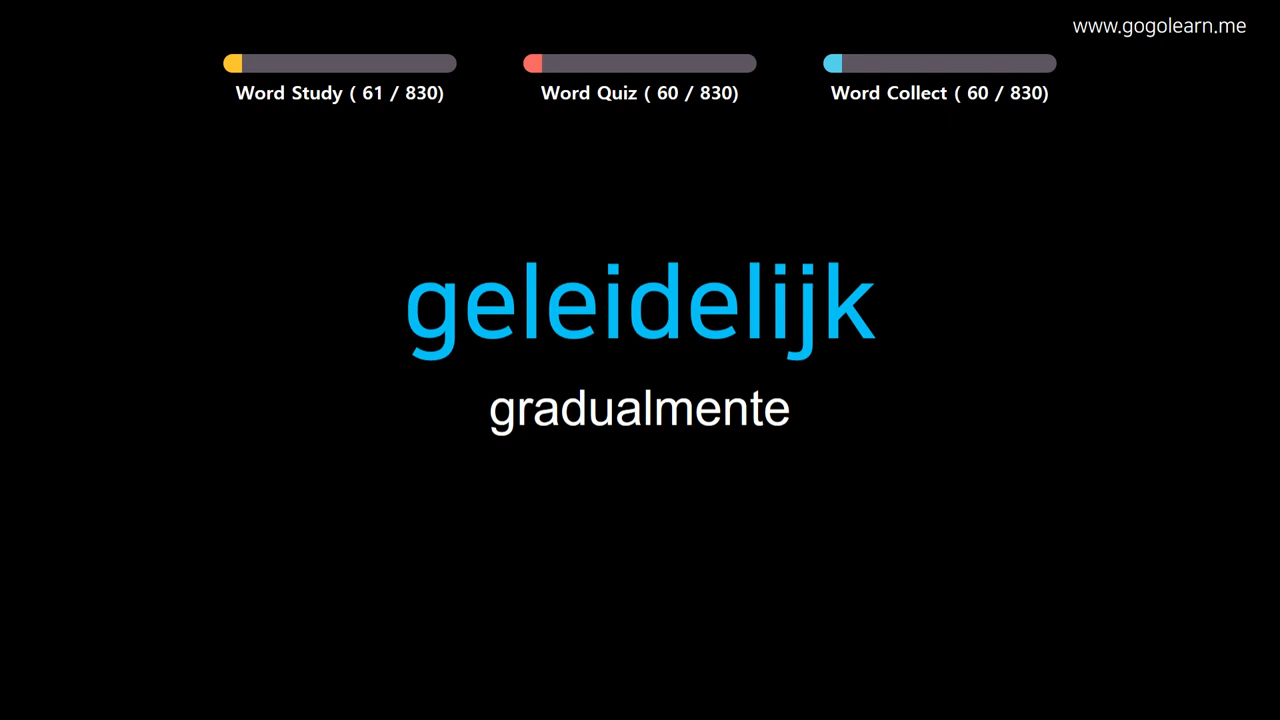 www.gogolearn.me
Word Study ( 61 / 830)
Word Quiz ( 60 / 830)
Word Collect ( 60 / 830)
geleidelijk
gradualmente